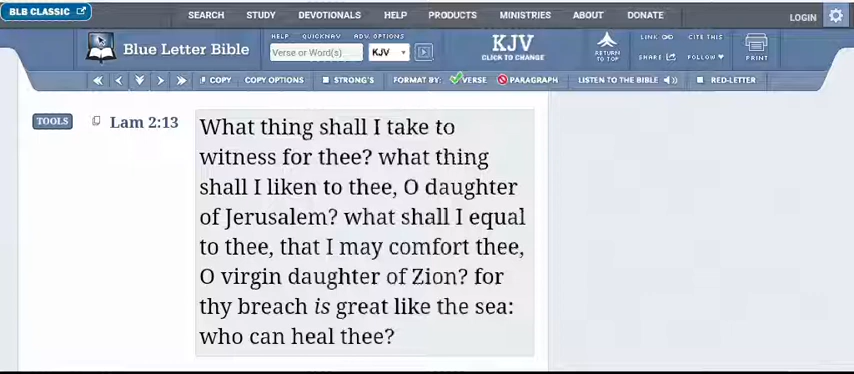 BLB CLASSIC
SEARCH STUDY DEVOTIONALS HELP PRODUCTS MINISTRIES ABOUT DONATE LOGIN
Blue Letter Bible
HELP QUICKNAV ADV. OPTIONS
Verse or Word(s) KJV
KJV
CLICK TO CHANGE
RETURN
TO TOP
LINK CITE THIS
SHARE FOLLOW
PRINT
COPY COPY OPTIONS STRONG'S FORMAT BY: VERSE PARAGRAPH LISTEN TO THE BIBLE RED-LETTER
TOOLS Lam 2:13
What thing shall I take to
witness for thee? what thing
shall I liken to thee, O daughter
of Jerusalem? what shall I equal
to thee, that I may comfort thee,
O virgin daughter of Zion? for
thy breach is great like the sea:
who can heal thee?